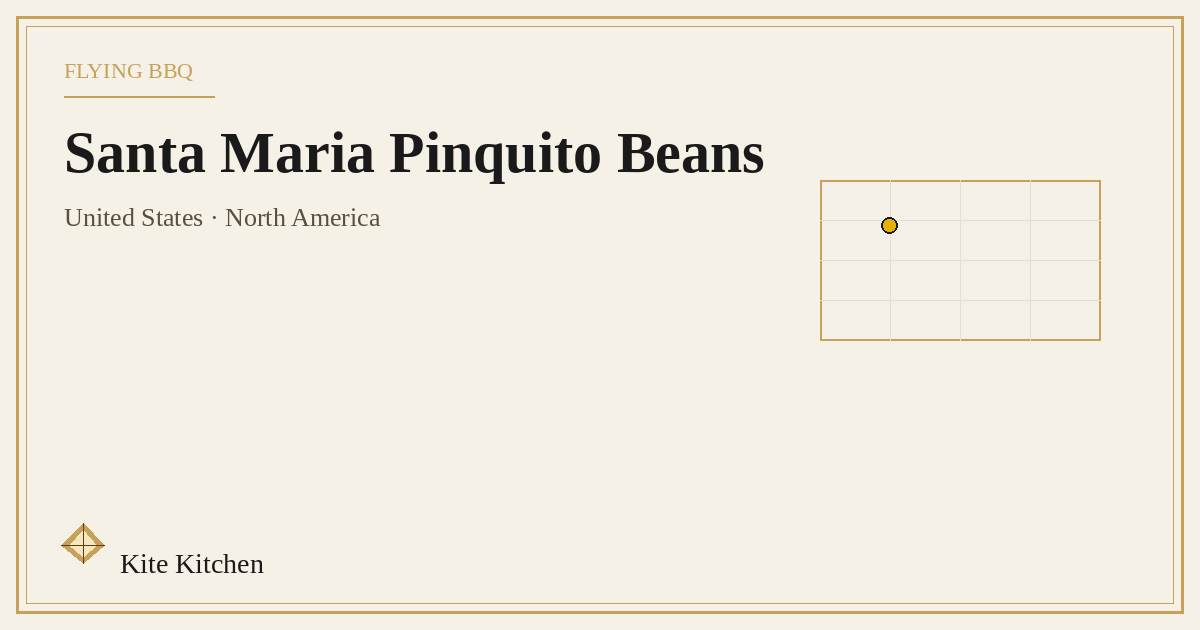 FLYING BBQ
Santa Maria Pinquito Beans
United States · North America
Kite Kitchen